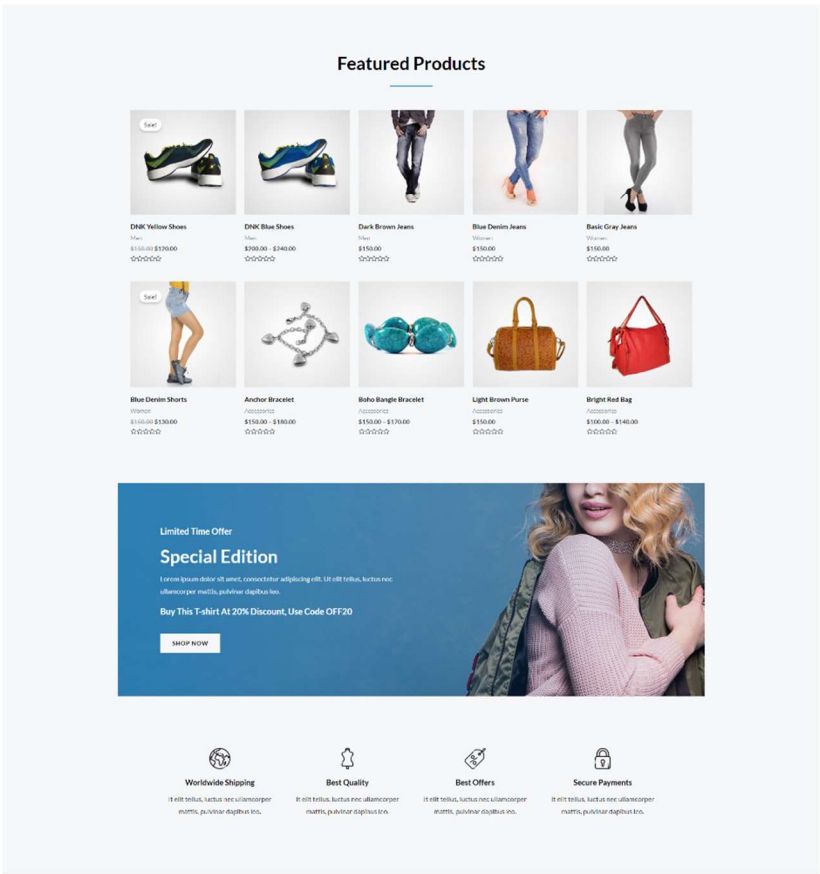 Featured Products
Sale!
DNK Yellow Shoes
Men
$150.00 $120.00
DNK Blue Shoes
Men
$200.00 – $240.00
Dark Brown Jeans
Men
$150.00
Blue Denim Jeans
Women
$150.00
Basic Gray Jeans
Women
$150.00
Sale!
Blue Denim Shorts
Women
$150.00 $130.00
Anchor Bracelet
Accessories
$150.00 – $180.00
Boho Bangle Bracelet
Accessories
$150.00 – $170.00
Light Brown Purse
Accessories
$150.00
Bright Red Bag
Accessories
$100.00 – $140.00
Limited Time Offer
Special Edition
Lorem ipsum dolor sit amet, consectetur adipiscing elit. Ut elit tellus, luctus nec
ullamcorper mattis, pulvinar dapibus leo.
Buy This T-shirt At 20% Discount, Use Code OFF20
SHOP NOW
Worldwide Shipping
It elit tellus, luctus nec ullamcorper
mattis, pulvinar dapibus leo.
Best Quality
It elit tellus, luctus nec ullamcorper
mattis, pulvinar dapibus leo.
Best Offers
It elit tellus, luctus nec ullamcorper
mattis, pulvinar dapibus leo.
Secure Payments
It elit tellus, luctus nec ullamcorper
mattis, pulvinar dapibus leo.